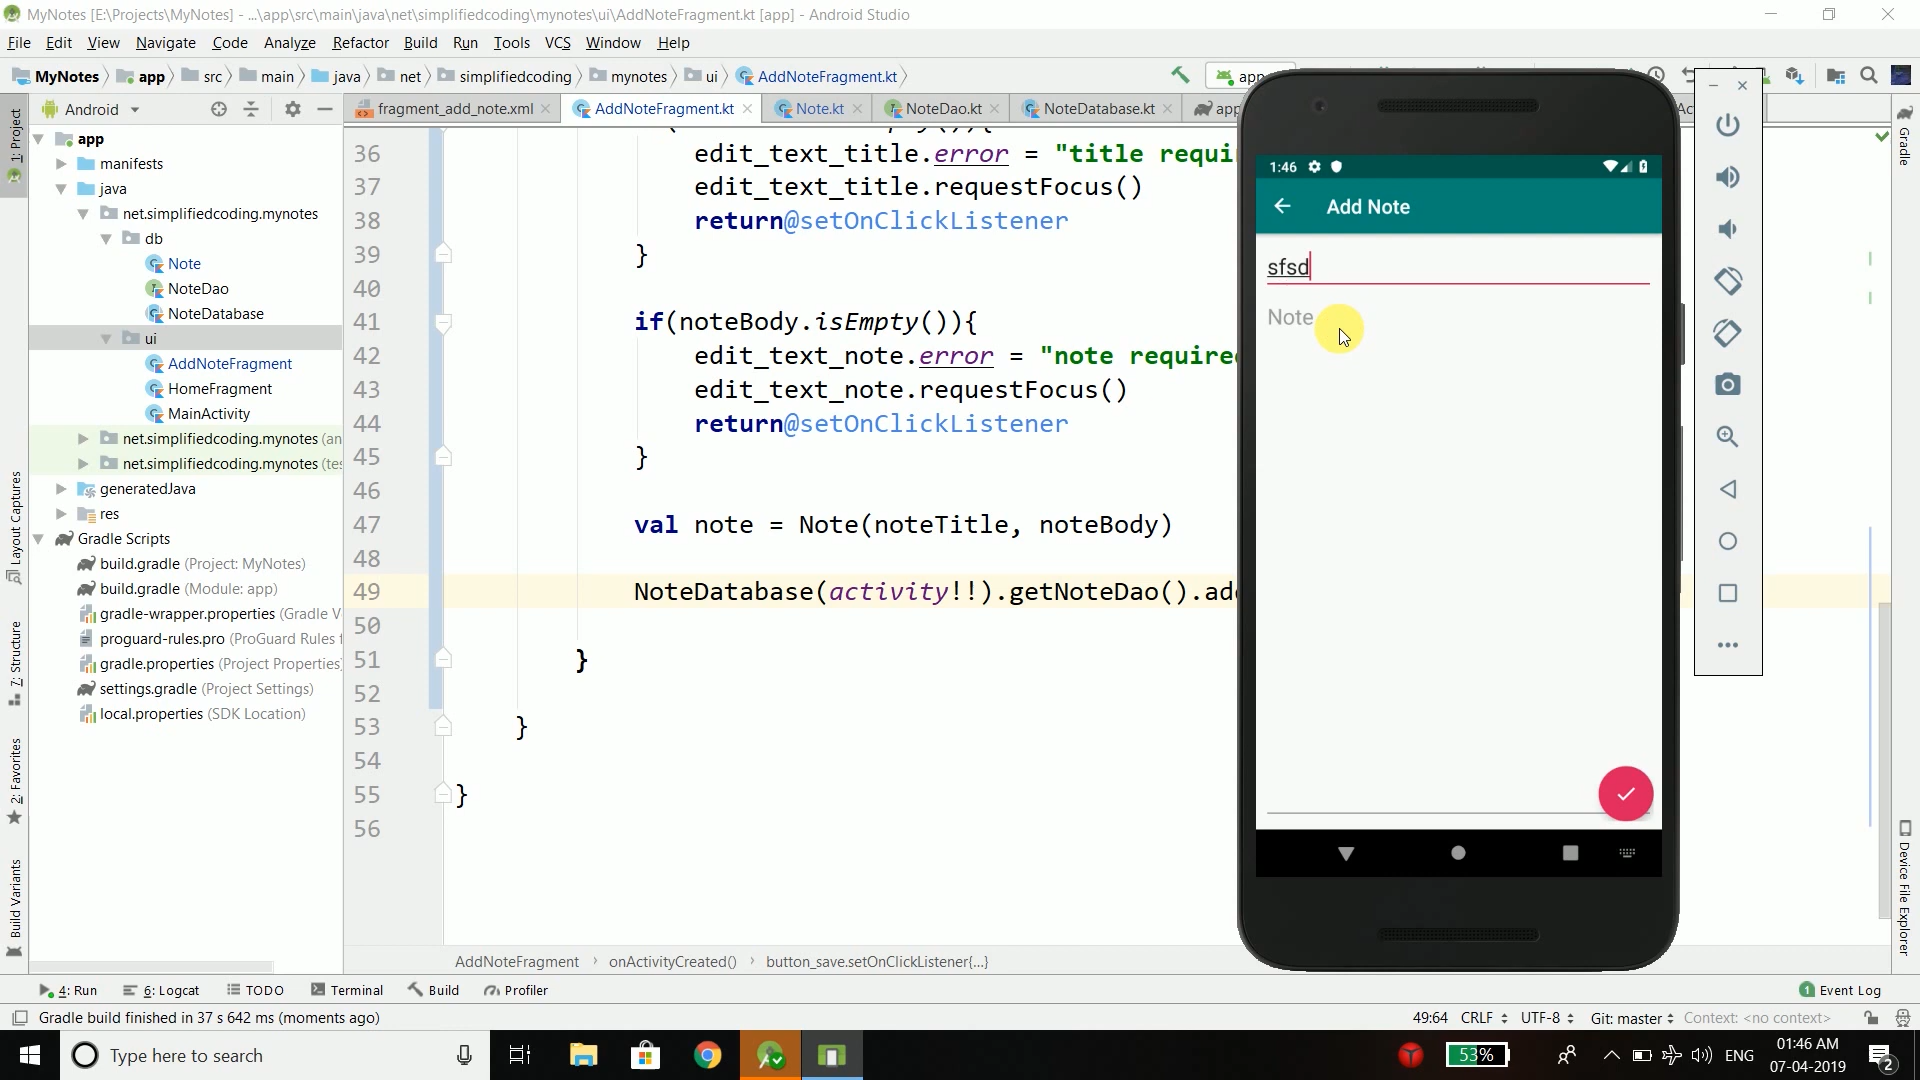 MyNotes [E:\Projects\MyNotes] - ...\app\src\main\java\net\simplifiedcoding\mynotes\ui\AddNoteFragment.kt [app] - Android Studio
File Edit View Navigate Code Analyze Refactor Build Run Tools VCS Window Help
MyNotes app src main java net simplifiedcoding mynotes ui AddNoteFragment.kt app
Android
fragment_add_note.xml AddNoteFragment.kt Note.kt NoteDao.kt NoteDatabase.kt app
1: Project
Layout Captures
7: Structure
2: Favorites
Build Variants
app
manifests
java
net.simplifiedcoding.mynotes
db
Note
NoteDao
NoteDatabase
ui
AddNoteFragment
HomeFragment
MainActivity
net.simplifiedcoding.mynotes (an
net.simplifiedcoding.mynotes (tes
generatedJava
res
Gradle Scripts
build.gradle (Project: MyNotes)
build.gradle (Module: app)
gradle-wrapper.properties (Gradle V
proguard-rules.pro (ProGuard Rules f
gradle.properties (Project Properties)
settings.gradle (Project Settings)
local.properties (SDK Location)
36 edit_text_title.error = "title requi
37 edit_text_title.requestFocus()
38 return@setOnClickListener
39 }
40
41 if(noteBody.isEmpty()){
42 edit_text_note.error = "note required
43 edit_text_note.requestFocus()
44 return@setOnClickListener
45 }
46
47 val note = Note(noteTitle, noteBody)
48
49 NoteDatabase(activity!!).getNoteDao().add
50
51 }
52
53 }
54
55 }
56
AddNoteFragment › onActivityCreated() › button_save.setOnClickListener{...}
1:46
Add Note
sfsd
Note
Gradle
Device File Explorer
4: Run 6: Logcat TODO Terminal Build Profiler 1 Event Log
Gradle build finished in 37 s 642 ms (moments ago) 49:64 CRLF UTF-8 Git: master Context: <no context>
Type here to search 53% ENG 01:46 AM
07-04-2019 2